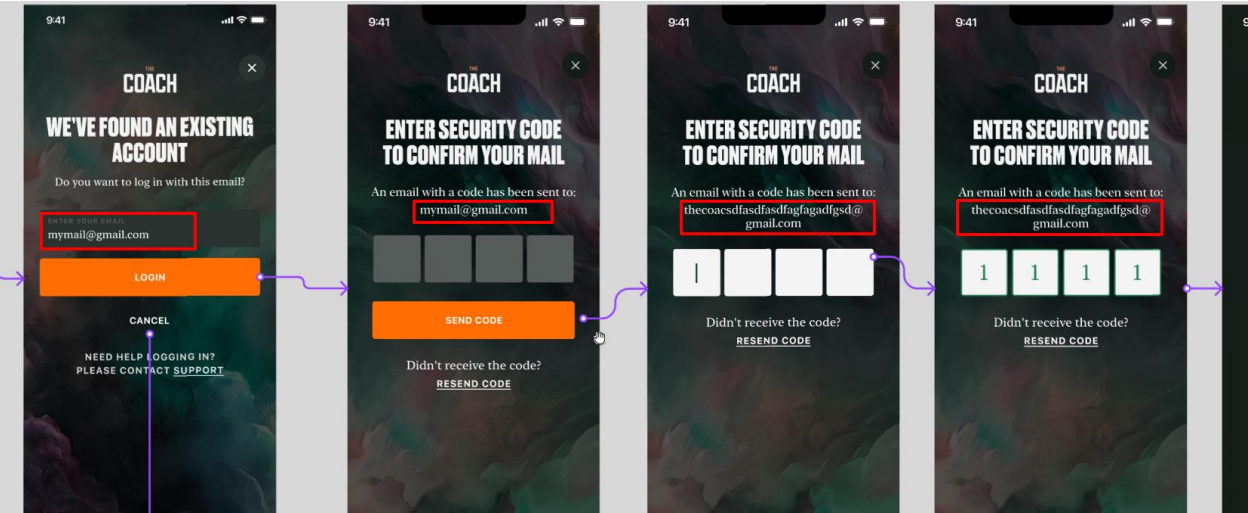 9:41
THE
COACH
WE'VE FOUND AN EXISTING
ACCOUNT
Do you want to log in with this email?
ENTER YOUR EMAIL
mymail@gmail.com
LOGIN
CANCEL
NEED HELP LOGGING IN?
PLEASE CONTACT SUPPORT
9:41
THE
COACH
ENTER SECURITY CODE
TO CONFIRM YOUR MAIL
An email with a code has been sent to:
mymail@gmail.com
SEND CODE
Didn't receive the code?
RESEND CODE
9:41
THE
COACH
ENTER SECURITY CODE
TO CONFIRM YOUR MAIL
An email with a code has been sent to:
thecoacsdfasdfasdfagfagadfgsd@
gmail.com
Didn't receive the code?
RESEND CODE
9:41
THE
COACH
ENTER SECURITY CODE
TO CONFIRM YOUR MAIL
An email with a code has been sent to:
thecoacsdfasdfasdfagfagadfgsd@
gmail.com
1 1 1 1
Didn't receive the code?
RESEND CODE
9